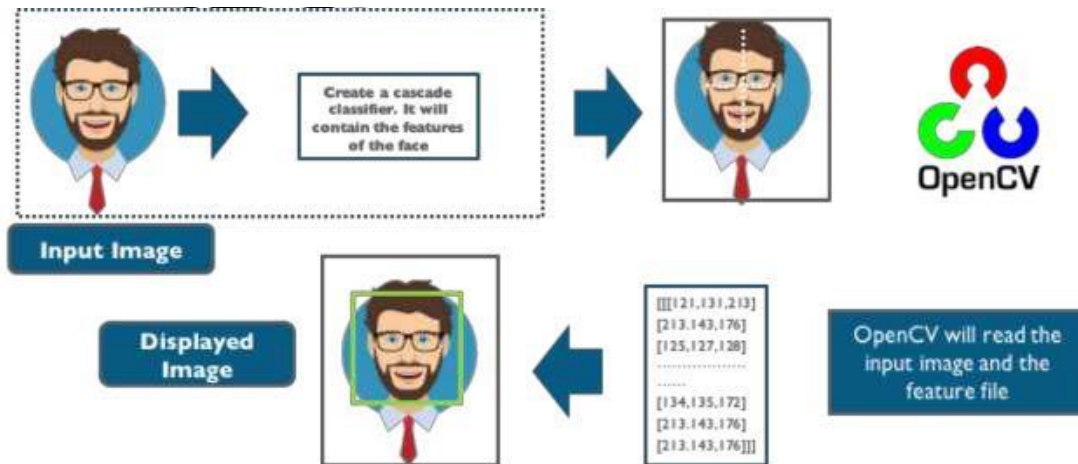 Create a cascade
classifier. It will
contain the features
of the face
OpenCV
Input Image
Displayed
Image
[[[121,131,213]
[213.143,176]
[125,127,128]
..................
......
[134,135,172]
[213.143,176]
[213.143,176]]]
OpenCV will read the
input image and the
feature file